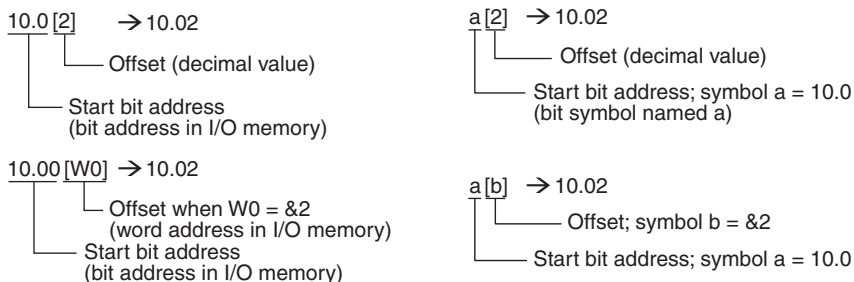 10.0 [2] → 10.02
Offset (decimal value)
Start bit address
(bit address in I/O memory)
a [2] → 10.02
Offset (decimal value)
Start bit address; symbol a = 10.0
(bit symbol named a)
10.00 [W0] → 10.02
Offset when W0 = &2
(word address in I/O memory)
Start bit address
(bit address in I/O memory)
a [b] → 10.02
Offset; symbol b = &2
Start bit address; symbol a = 10.0